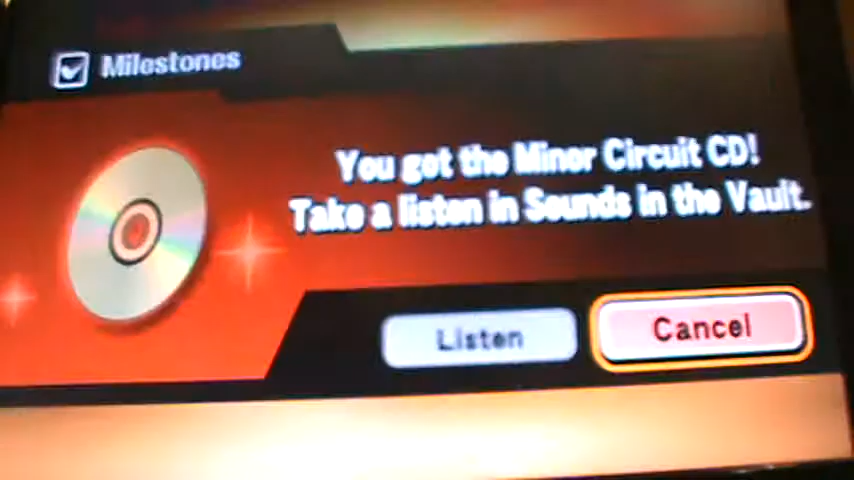 Milestones
You got the Minor Circuit CD!
Take a listen in Sounds in the Vault.
Listen
Cancel